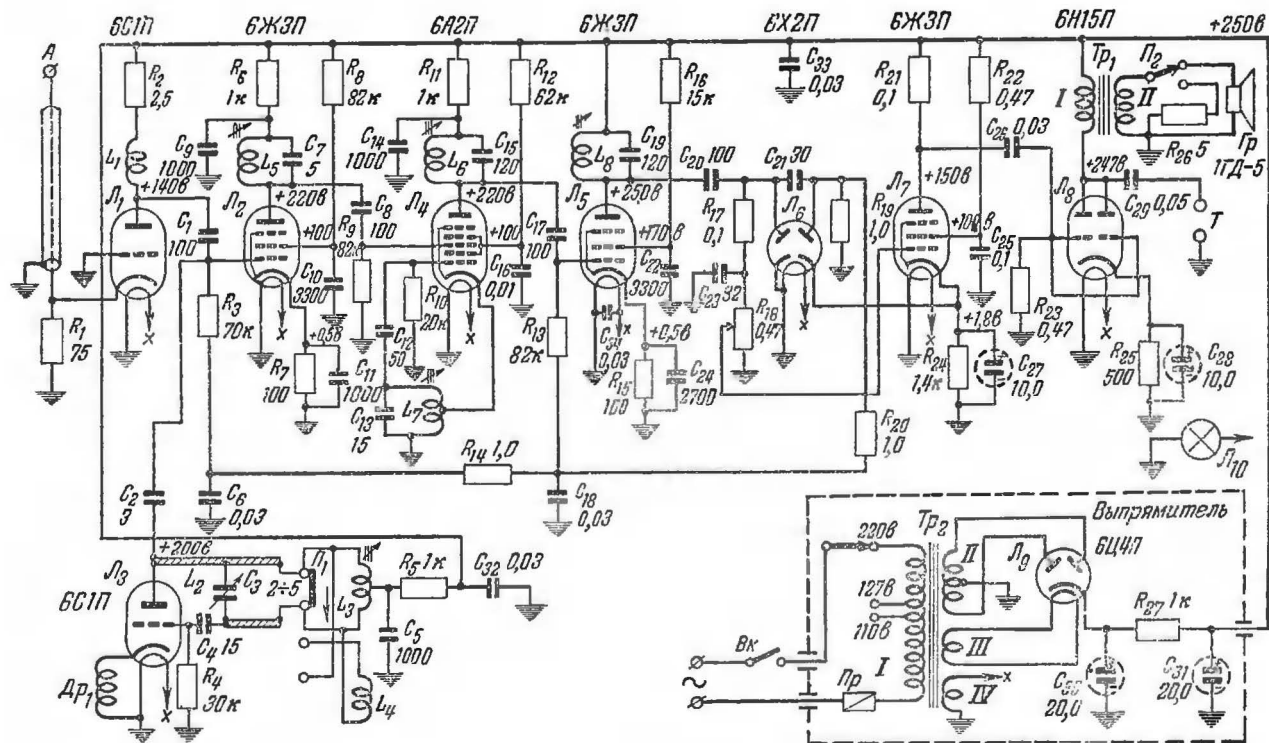 6С1П 6Ж3П 6А2П 6Ж3П 6Х2П 6Ж3П 6Н15П +250в
А
R2 2,5
R6 1к
R8 82к
R11 1к
R12 62к
R16 15к
C33 0,03
R21 0,1
R22 0,47
Тр1
I
II
П2
Гр
1ГД-5
R26 5
C9 1000
L1
L5
C7 5
C14 1000
L6
C15 120
L8
C19 120
C20 100
C21 30
C26 0,03
+140в
+220в
+220в
+250в
+150в
+247в
Л1
Л2
Л4
Л5
Л6
Л7
Л8
C1 100
R9 82к
C8 100
+100
+100
C17 100
+170в
R17 0,1
R19 1,0
C25 0,1
C29 0,05
Т
C10 3300
C16 0,01
C22 3300
C23
R18 0,47
R1 75
х
R3 70к
х
+0,5в
R7 100
C11 1000
C12 50
R10 20к
х
L7
C13 15
R13 82к
0,03
х
+0,5в
R15
C24 2700
х
х
+1,8в
R24 1,4к
C27 10,0
R23 0,47
х
R25 500
C28 10,0
R20 1,0
R14 1,0
Л10
C2
C6 0,03
C18 0,03
+200в
Л3
6С1П
L2
C3
2÷5
П1
L3
R5 1к
C32 0,03
C4 15
C5 1000
L4
Др1
х
R4 30к
Выпрямитель
220в
127в
110в
Тр2
I
II
III
IV
х
Л9
6Ц4П
R27 1к
20,0
C31 20,0
Вк
~
Пр